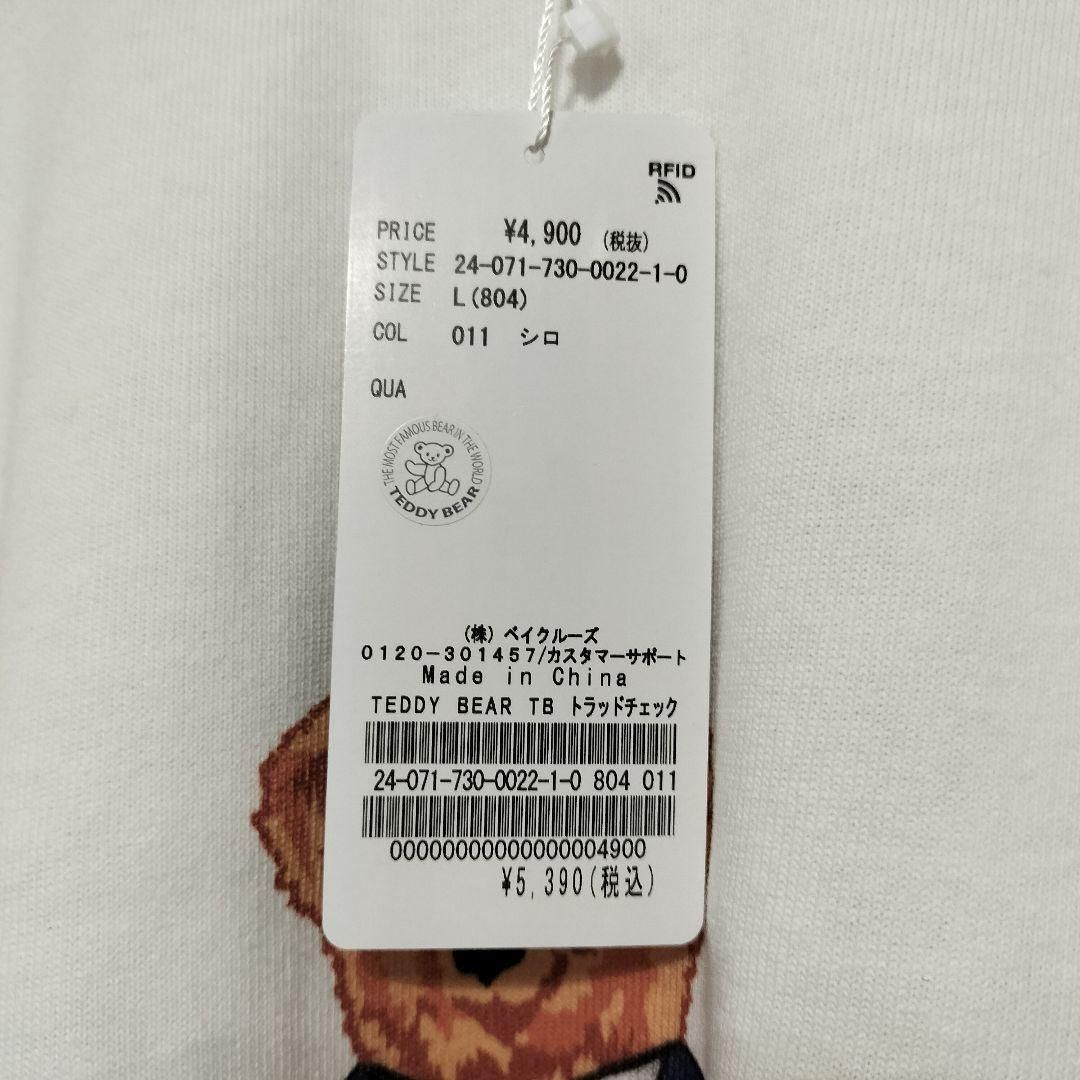 RFID
PRICE ¥4,900 (税抜)
STYLE 24-071-730-0022-1-0
SIZE L(804)
COL 011 シロ
QUA
THE MOST FAMOUS BEAR IN THE WORLD
TEDDY BEAR
(株) ベイクルーズ
0120-301457/カスタマーサポート
Made in China
TEDDY BEAR TB トラッドチェック
24-071-730-0022-1-0 804 011
00000000000000004900
¥5,390(税込)